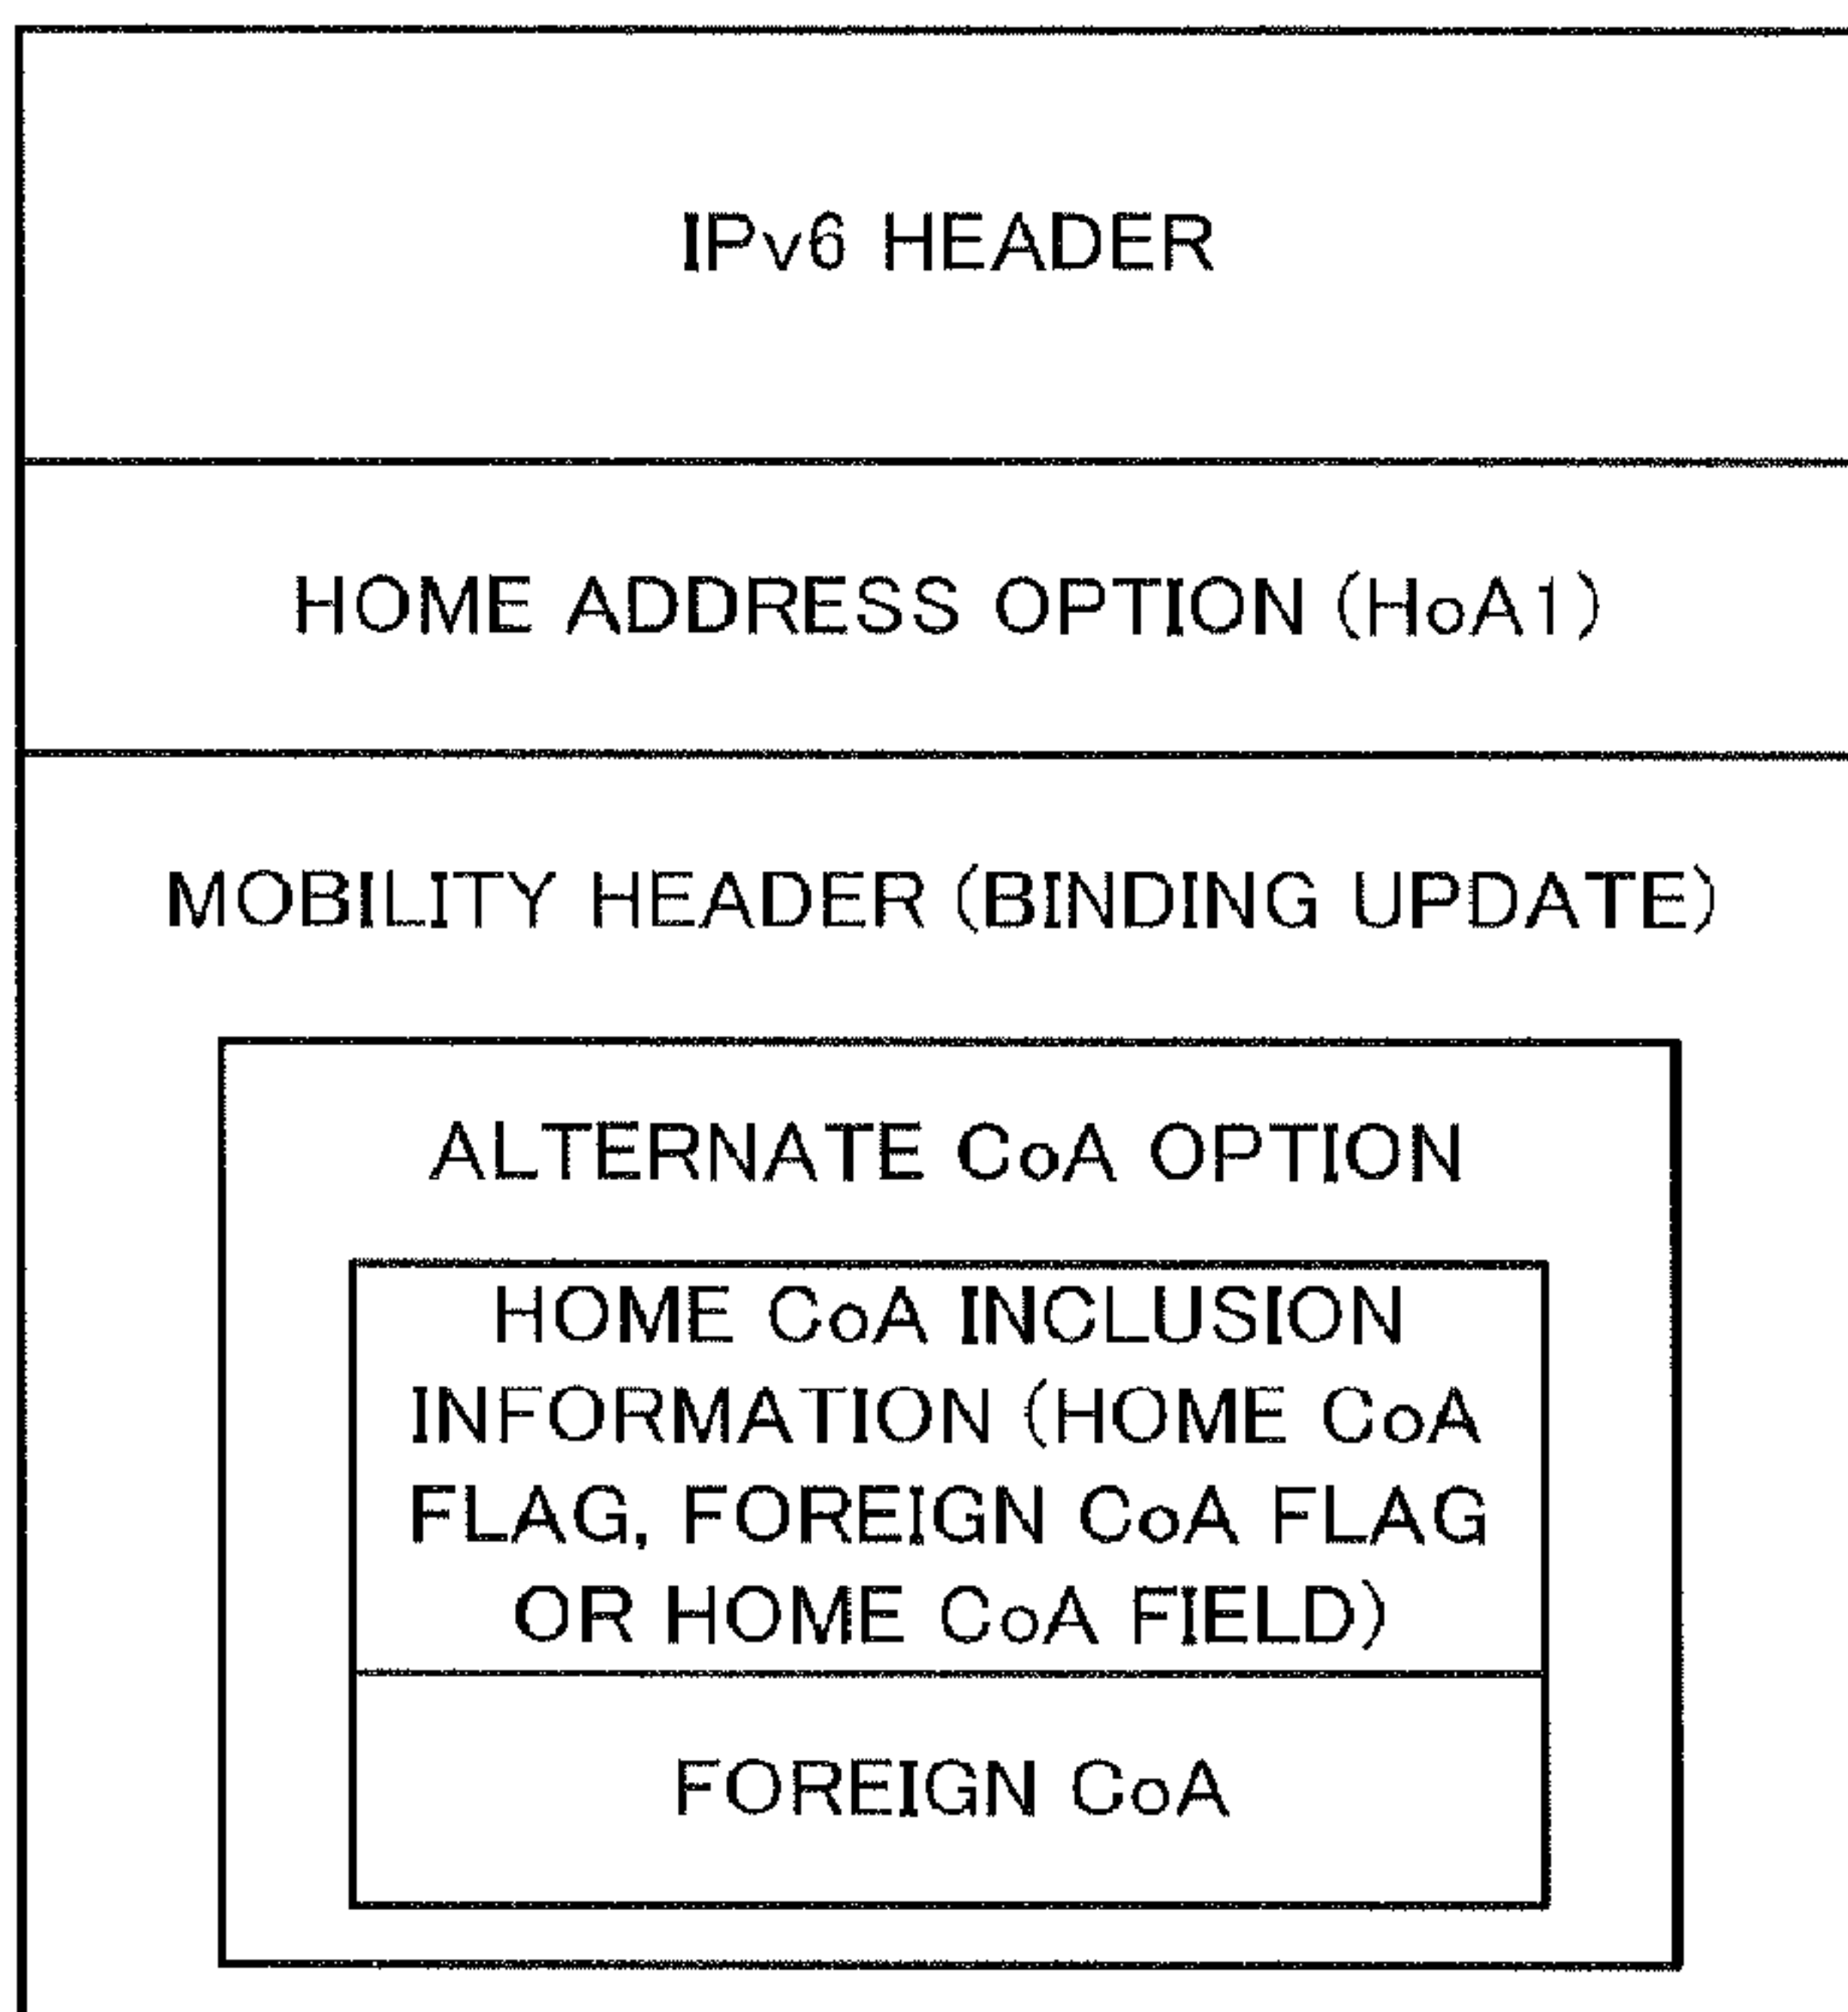 IPv6 HEADER
HOME ADDRESS OPTION (HoA1)
MOBILITY HEADER (BINDING UPDATE)
ALTERNATE CoA OPTION
HOME CoA INCLUSION
INFORMATION (HOME CoA
FLAG, FOREIGN CoA FLAG
OR HOME CoA FIELD)
FOREIGN CoA